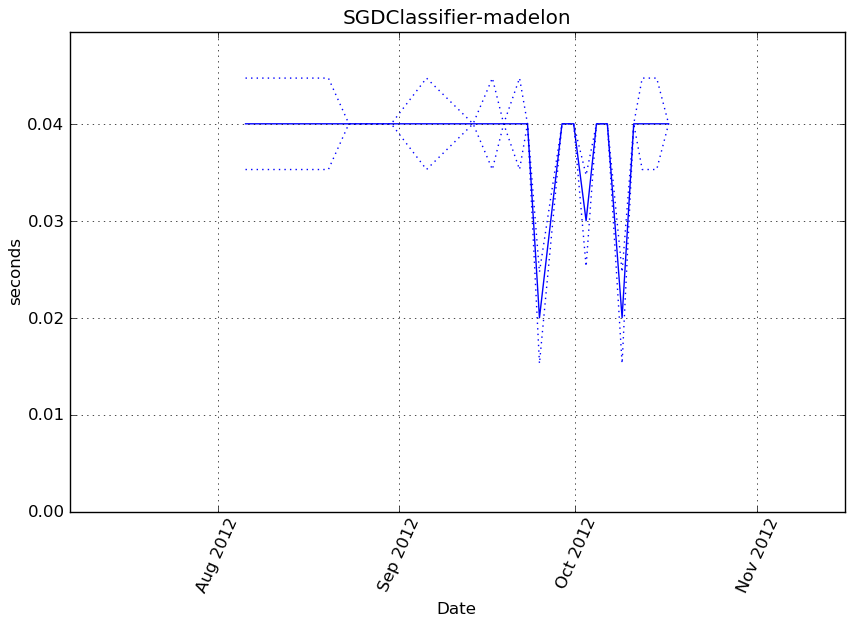 SGDClassifier-madelon
seconds
0.04
0.03
0.02
0.01
0.00
Aug 2012
Sep 2012
Oct 2012
Nov 2012
Date